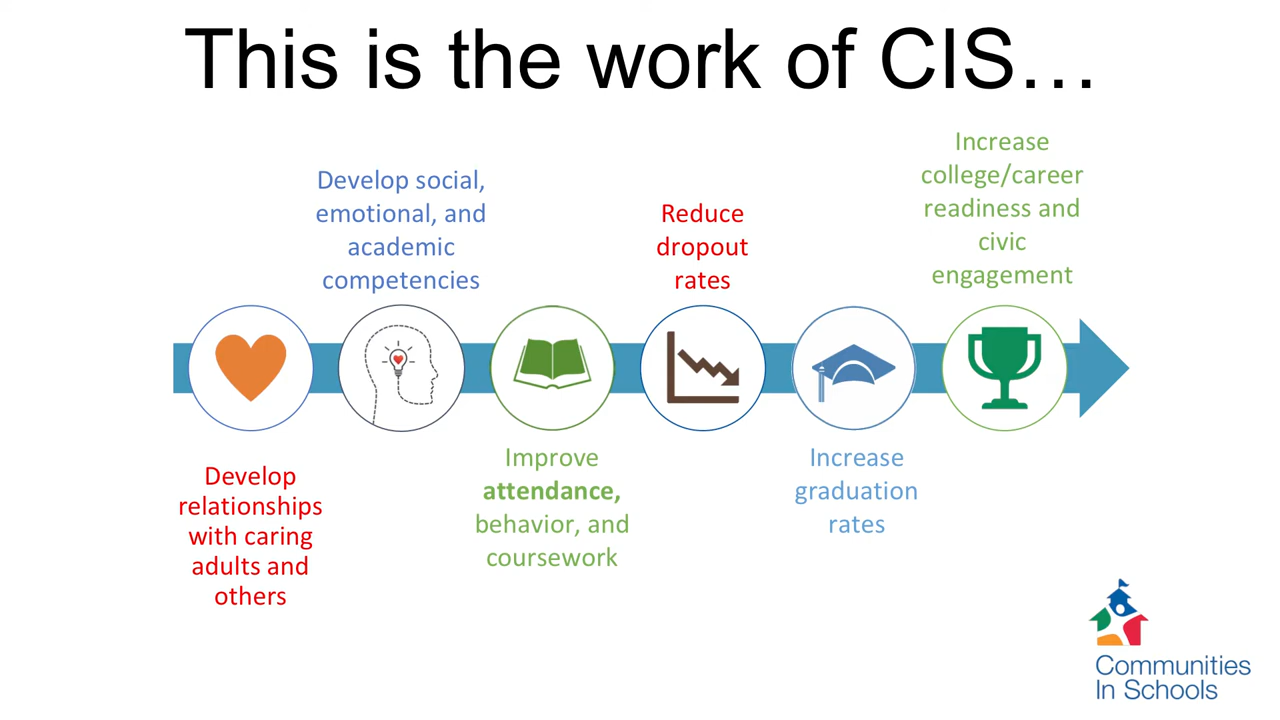 This is the work of CIS…
Develop relationships
with caring
adults and
others
Develop social,
emotional, and
academic
competencies
Improve
attendance,
behavior, and
coursework
Reduce
dropout
rates
Increase
graduation
rates
Increase
college/career
readiness and
civic
engagement
Communities
In Schools